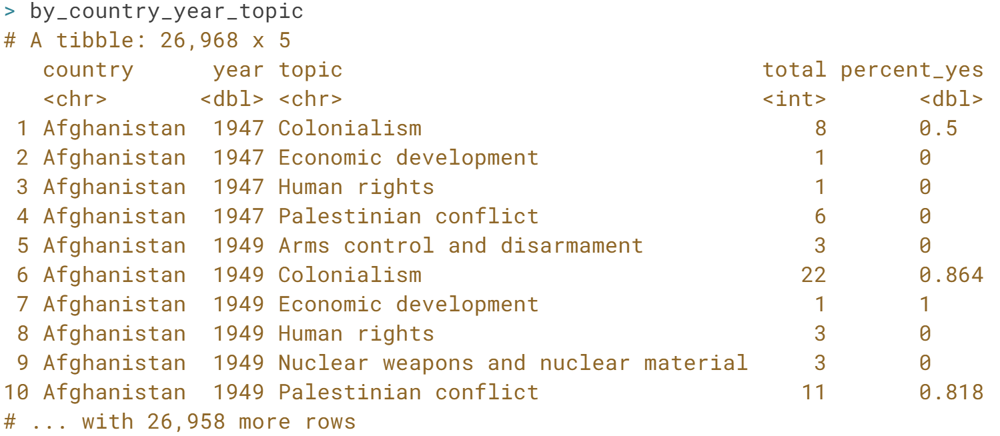 > by_country_year_topic
# A tibble: 26,968 x 5
country year topic total percent_yes
<chr> <dbl> <chr> <int> <dbl>
1 Afghanistan 1947 Colonialism 8 0.5
2 Afghanistan 1947 Economic development 1 0
3 Afghanistan 1947 Human rights 1 0
4 Afghanistan 1947 Palestinian conflict 6 0
5 Afghanistan 1949 Arms control and disarmament 3 0
6 Afghanistan 1949 Colonialism 22 0.864
7 Afghanistan 1949 Economic development 1 1
8 Afghanistan 1949 Human rights 3 0
9 Afghanistan 1949 Nuclear weapons and nuclear material 3 0
10 Afghanistan 1949 Palestinian conflict 11 0.818
# ... with 26,958 more rows